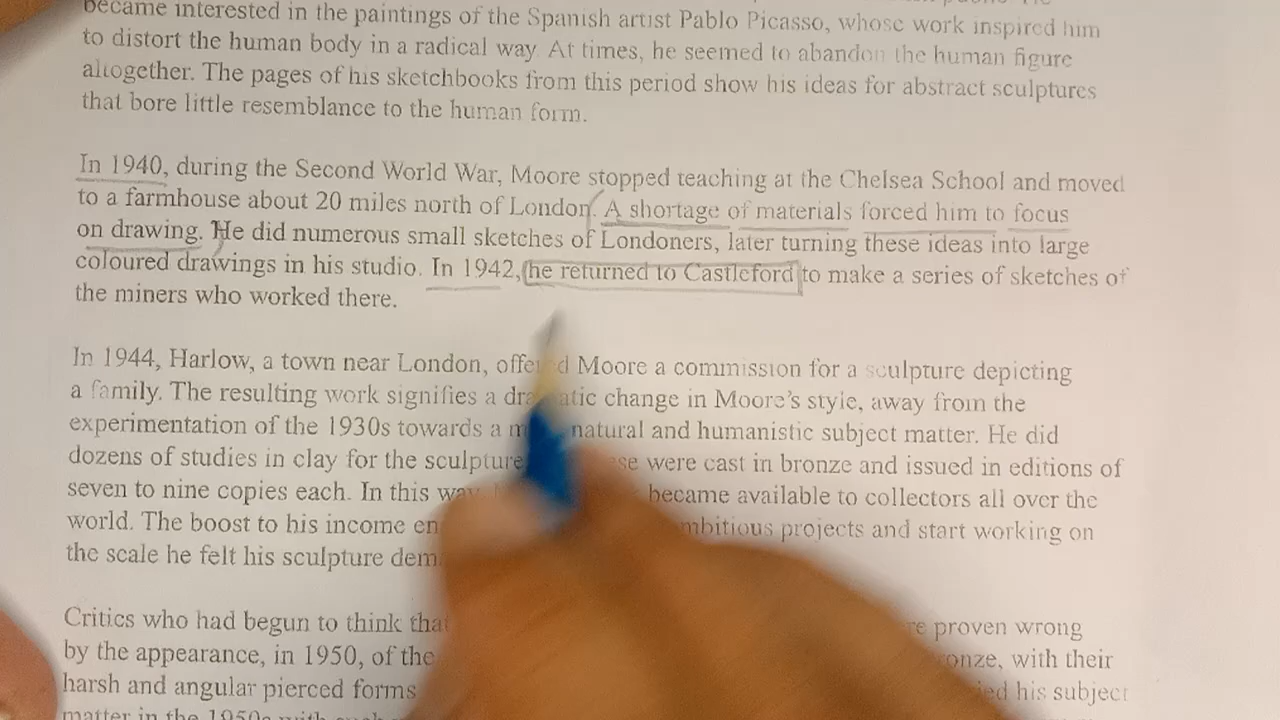 became interested in the paintings of the Spanish artist Pablo Picasso, whose work inspired him
to distort the human body in a radical way. At times, he seemed to abandon the human figure
altogether. The pages of his sketchbooks from this period show his ideas for abstract sculptures
that bore little resemblance to the human form.
In 1940, during the Second World War, Moore stopped teaching at the Chelsea School and moved
to a farmhouse about 20 miles north of London. A shortage of materials forced him to focus
on drawing. He did numerous small sketches of Londoners, later turning these ideas into large
coloured drawings in his studio. In 1942, he returned to Castleford to make a series of sketches of
the miners who worked there.
In 1944, Harlow, a town near London, offered Moore a commission for a sculpture depicting
a family. The resulting work signifies a dramatic change in Moore's style, away from the
experimentation of the 1930s towards a natural and humanistic subject matter. He did
dozens of studies in clay for the sculpture were cast in bronze and issued in editions of
seven to nine copies each. In this way became available to collectors all over the
world. The boost to his income projects and start working on
the scale he felt his sculpture
Critics who had begun to think that proven wrong
by the appearance, in 1950, of the with their
harsh and angular pierced forms his subject
matter in the 1950s with